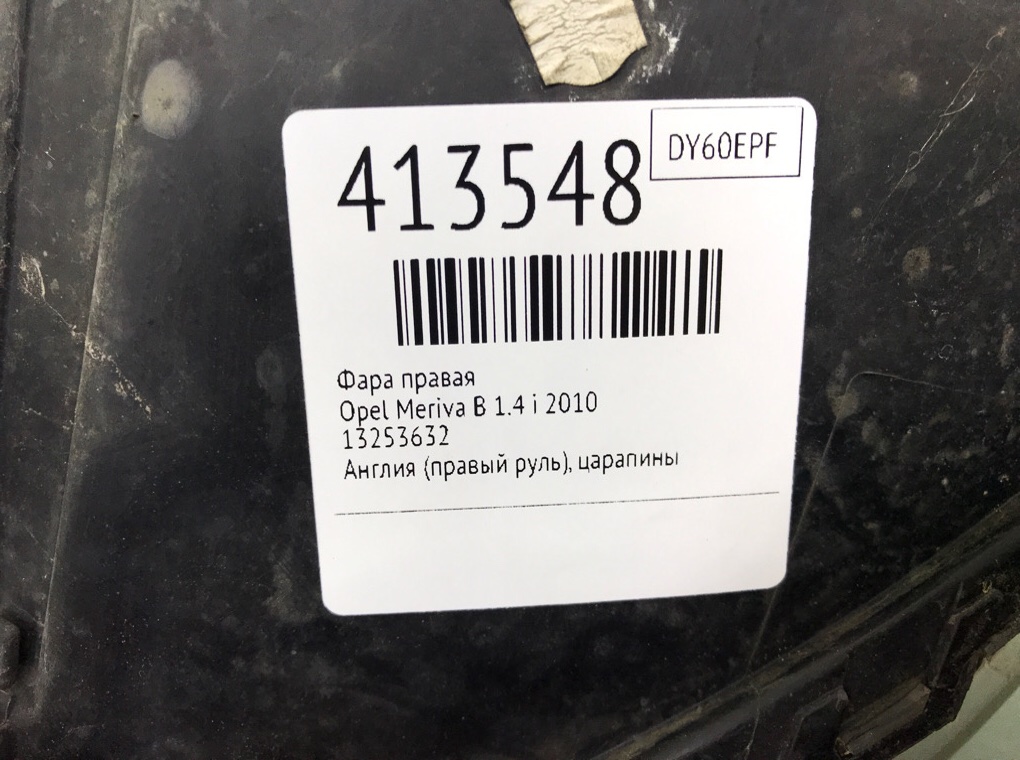 413548
DY60EPF
Фара правая
Opel Meriva B 1.4 i 2010
13253632
Англия (правый руль), царапины